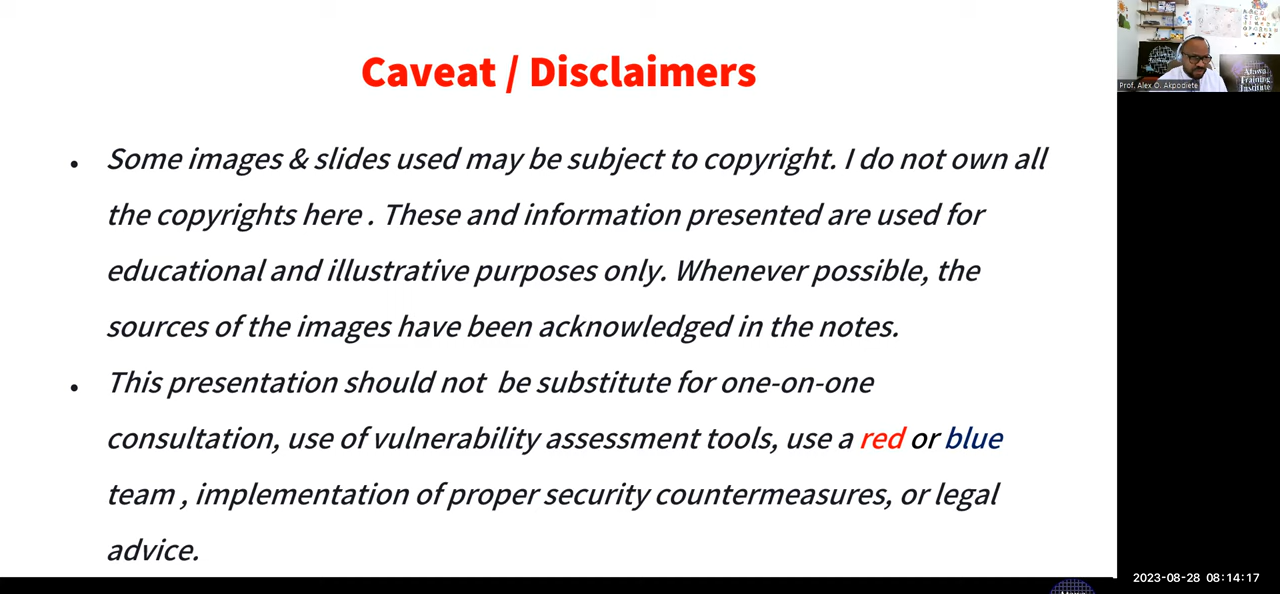 Caveat / Disclaimers
• Some images & slides used may be subject to copyright. I do not own all
the copyrights here . These and information presented are used for
educational and illustrative purposes only. Whenever possible, the
sources of the images have been acknowledged in the notes.
• This presentation should not  be substitute for one-on-one
consultation, use of vulnerability assessment tools, use a red or blue
team , implementation of proper security countermeasures, or legal
advice.
Prof. Alex O. Akpodiete
Atawa
Training
Institute
2023-08-28 08:14:17